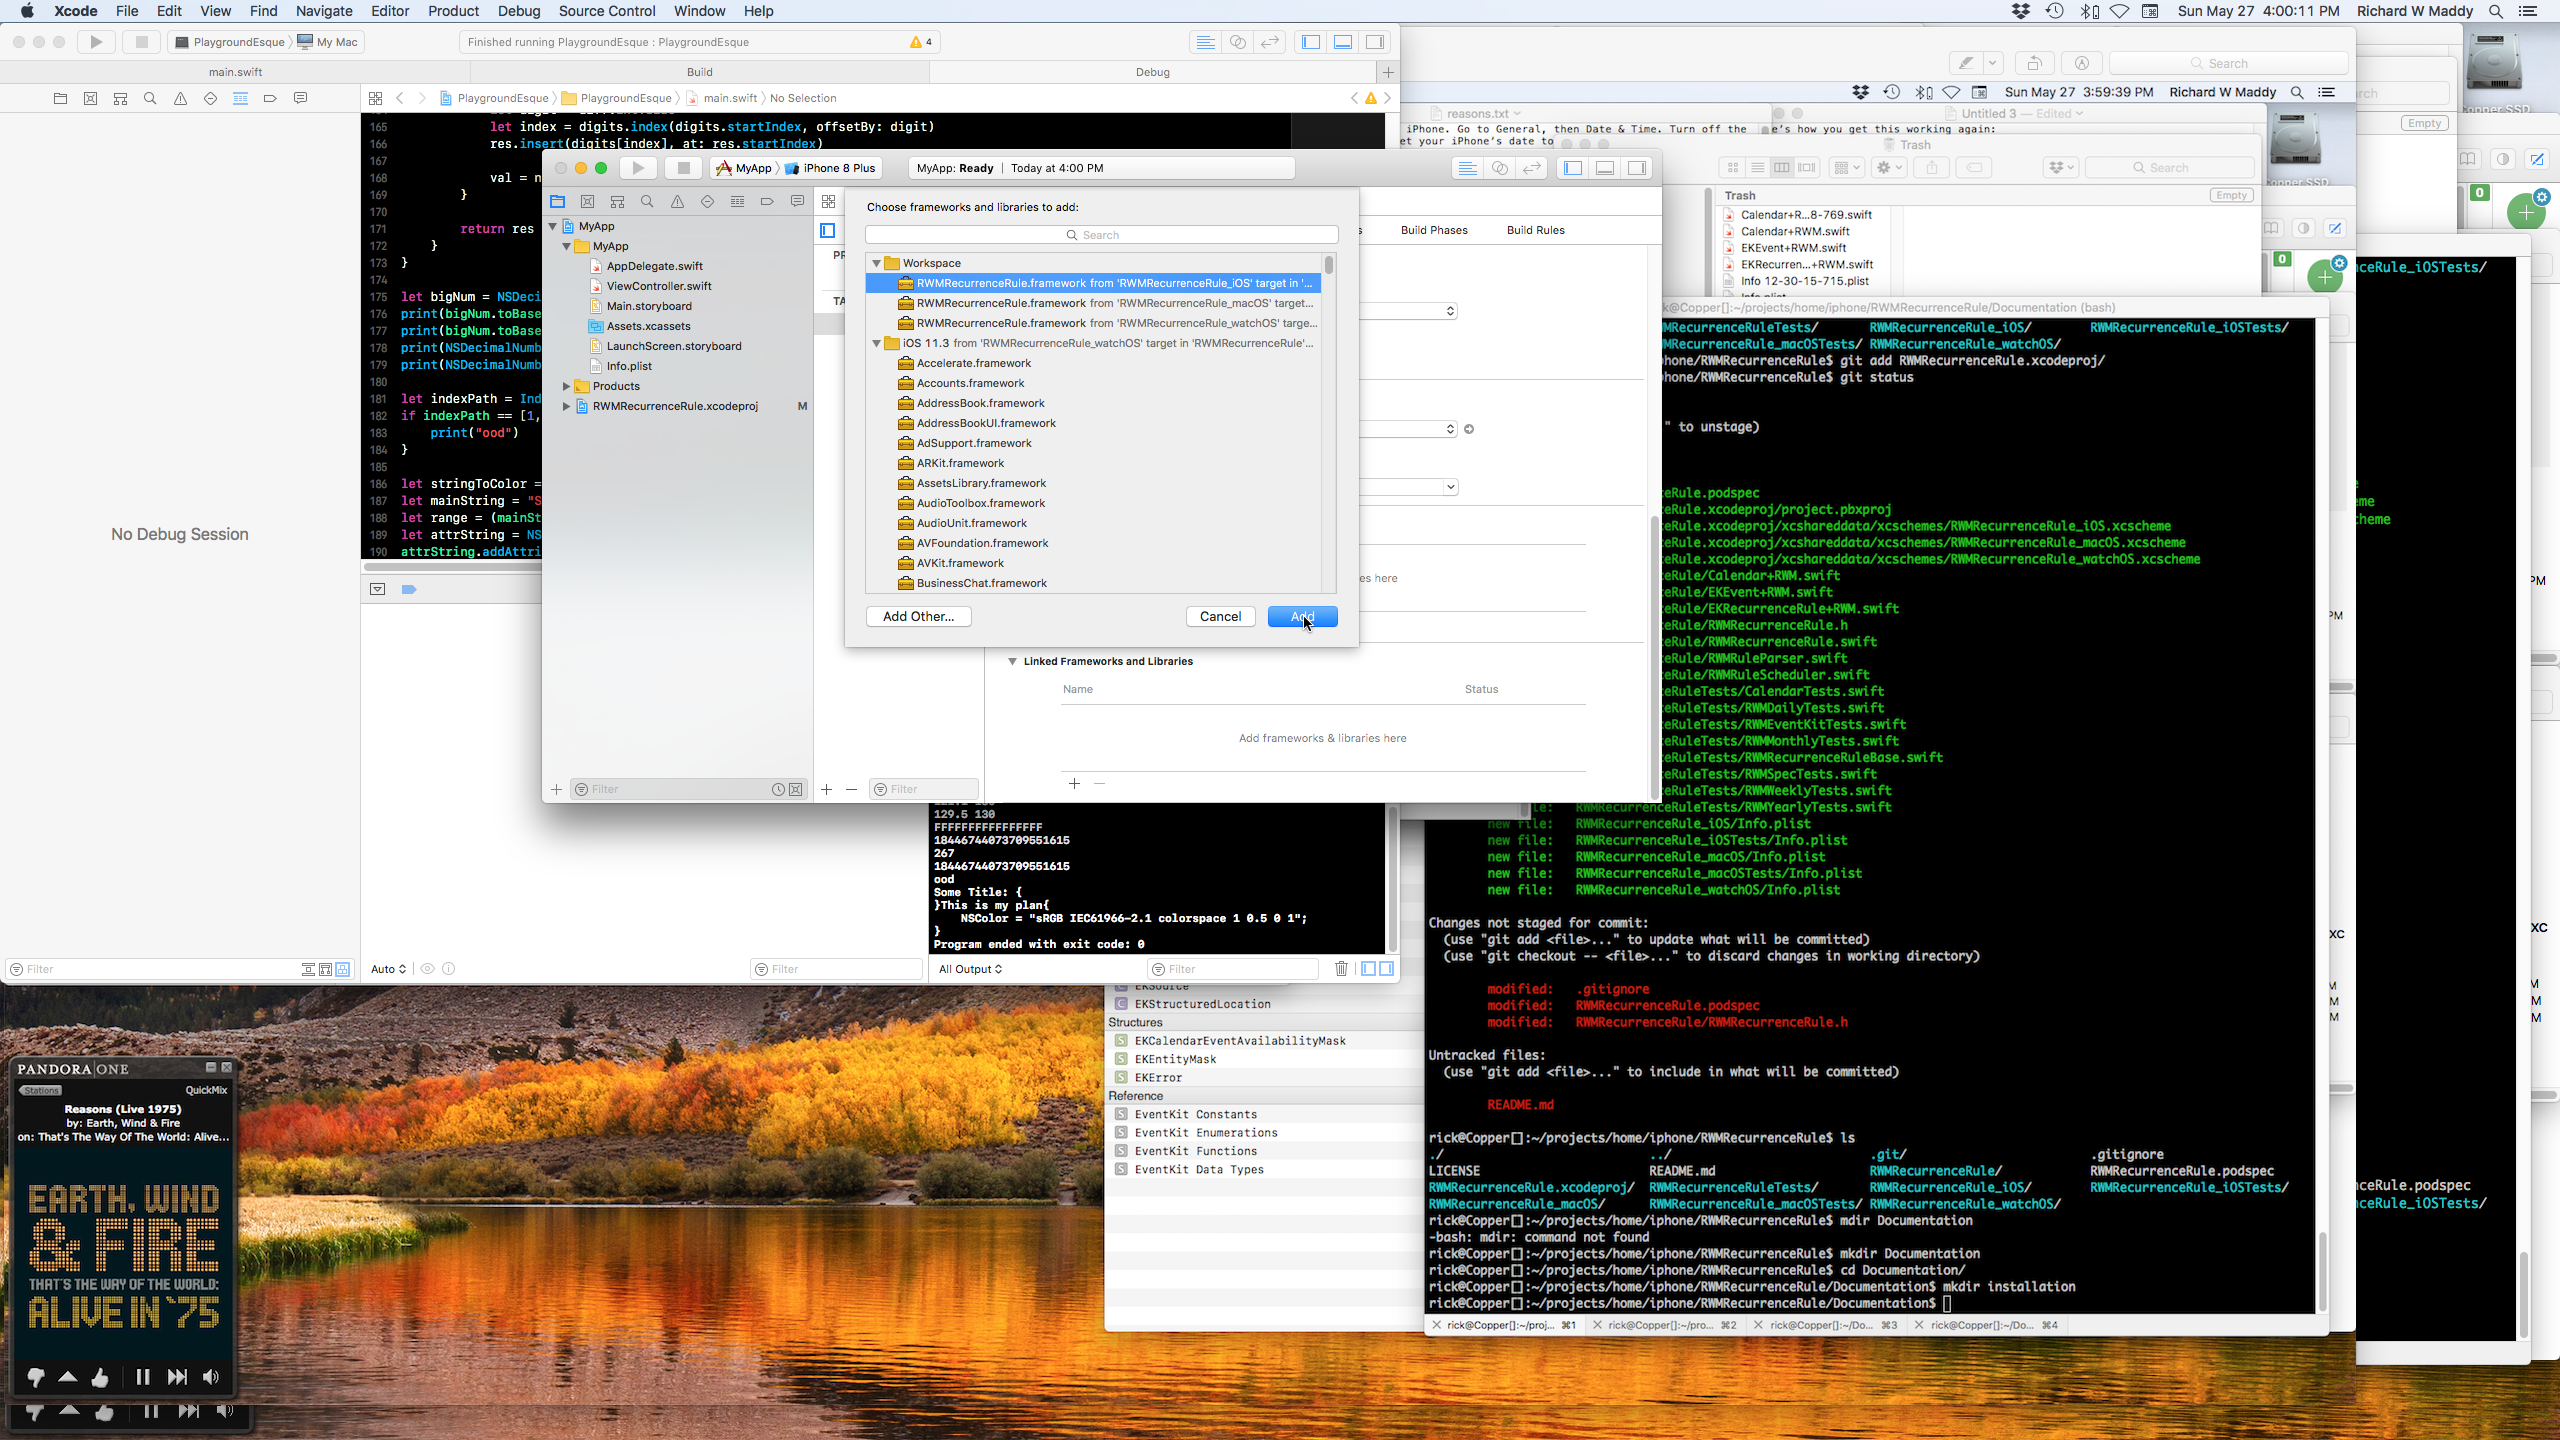 Xcode File Edit View Find Navigate Editor Product Debug Source Control Window Help
Sun May 27 4:00:11 PM Richard W Maddy
PlaygroundEsque My Mac
Finished running PlaygroundEsque : PlaygroundEsque
4
Search
main.swift
Build
Debug
PlaygroundEsque PlaygroundEsque main.swift No Selection
Sun May 27 3:59:39 PM Richard W Maddy
165 let index = digits.index(digits.startIndex, offsetBy: digit)
166 res.insert(digits[index], at: res.startIndex)
167
168 val = n
169 }
170
171 return res
172 }
173 }
174
175 let bigNum = NSDeci
176 print(bigNum.toBase
177 print(bigNum.toBase
178 print(NSDecimalNumb
179 print(NSDecimalNumb
180
181 let indexPath = Ind
182 if indexPath == [1,
183 print("ood")
184 }
185
186 let stringToColor =
187 let mainString = "S
188 let range = (mainSt
189 let attrString = NS
190 attrString.addAttri
No Debug Session
MyApp iPhone 8 Plus
MyApp: Ready | Today at 4:00 PM
MyApp
MyApp
AppDelegate.swift
ViewController.swift
Main.storyboard
Assets.xcassets
LaunchScreen.storyboard
Info.plist
Products
RWMRecurrenceRule.xcodeproj M
Filter
Filter
PR
TA
Build Phases
Build Rules
Choose frameworks and libraries to add:
Search
Workspace
RWMRecurrenceRule.framework from 'RWMRecurrenceRule_iOS' target in '...
RWMRecurrenceRule.framework from 'RWMRecurrenceRule_macOS' target...
RWMRecurrenceRule.framework from 'RWMRecurrenceRule_watchOS' targe...
iOS 11.3 from 'RWMRecurrenceRule_watchOS' target in 'RWMRecurrenceRule'...
Accelerate.framework
Accounts.framework
AddressBook.framework
AddressBookUI.framework
AdSupport.framework
ARKit.framework
AssetsLibrary.framework
AudioToolbox.framework
AudioUnit.framework
AVFoundation.framework
AVKit.framework
BusinessChat.framework
Add Other...
Cancel
Add
es here
Linked Frameworks and Libraries
Name
Status
Add frameworks & libraries here
129.5 130
FFFFFFFFFFFFFFFF
18446744073709551615
267
18446744073709551615
ood
Some Title: {
}This is my plan{
NSColor = "sRGB IEC61966-2.1 colorspace 1 0.5 0 1";
}
Program ended with exit code: 0
Filter
Auto
Filter
All Output
Filter
reasons.txt
iPhone. Go to General, then Date & Time. Turn off the
et your iPhone's date to
Untitled 3 — Edited
e's how you get this working again:
Trash
Search
Trash
Empty
Calendar+R...8-769.swift
Calendar+RWM.swift
EKEvent+RWM.swift
EKRecurren...+RWM.swift
Info 12-30-15-715.plist
Empty
0
0
k@Copper[]:~/projects/home/iphone/RWMRecurrenceRule/Documentation (bash)
MRecurrenceRuleTests/ RWMRecurrenceRule_iOS/ RWMRecurrenceRule_iOSTests/
MRecurrenceRule_macOSTests/ RWMRecurrenceRule_watchOS/
hone/RWMRecurrenceRule$ git add RWMRecurrenceRule.xcodeproj/
hone/RWMRecurrenceRule$ git status
" to unstage)
eRule.podspec
eRule.xcodeproj/project.pbxproj
eRule.xcodeproj/xcshareddata/xcschemes/RWMRecurrenceRule_iOS.xcscheme
eRule.xcodeproj/xcshareddata/xcschemes/RWMRecurrenceRule_macOS.xcscheme
eRule.xcodeproj/xcshareddata/xcschemes/RWMRecurrenceRule_watchOS.xcscheme
eRule/Calendar+RWM.swift
eRule/EKEvent+RWM.swift
eRule/EKRecurrenceRule+RWM.swift
eRule/RWMRecurrenceRule.h
eRule/RWMRecurrenceRule.swift
eRule/RWMRuleParser.swift
eRule/RWMRuleScheduler.swift
eRuleTests/CalendarTests.swift
eRuleTests/RWMDailyTests.swift
eRuleTests/RWMEventKitTests.swift
eRuleTests/RWMMonthlyTests.swift
eRuleTests/RWMRecurrenceRuleBase.swift
eRuleTests/RWMSpecTests.swift
eRuleTests/RWMWeeklyTests.swift
le: RWMRecurrenceRuleTests/RWMYearlyTests.swift
new file: RWMRecurrenceRule_iOS/Info.plist
new file: RWMRecurrenceRule_iOSTests/Info.plist
new file: RWMRecurrenceRule_macOS/Info.plist
new file: RWMRecurrenceRule_macOSTests/Info.plist
new file: RWMRecurrenceRule_watchOS/Info.plist
Changes not staged for commit:
(use "git add <file>..." to update what will be committed)
(use "git checkout -- <file>..." to discard changes in working directory)
modified: .gitignore
modified: RWMRecurrenceRule.podspec
modified: RWMRecurrenceRule/RWMRecurrenceRule.h
Untracked files:
(use "git add <file>..." to include in what will be committed)
README.md
rick@Copper[]:~/projects/home/iphone/RWMRecurrenceRule$ ls
./ ../ .git/ .gitignore
LICENSE README.md RWMRecurrenceRule/ RWMRecurrenceRule.podspec
RWMRecurrenceRule.xcodeproj/ RWMRecurrenceRuleTests/ RWMRecurrenceRule_iOS/ RWMRecurrenceRule_iOSTests/
RWMRecurrenceRule_macOS/ RWMRecurrenceRule_macOSTests/ RWMRecurrenceRule_watchOS/
rick@Copper[]:~/projects/home/iphone/RWMRecurrenceRule$ mdir Documentation
-bash: mdir: command not found
rick@Copper[]:~/projects/home/iphone/RWMRecurrenceRule$ mkdir Documentation
rick@Copper[]:~/projects/home/iphone/RWMRecurrenceRule$ cd Documentation/
rick@Copper[]:~/projects/home/iphone/RWMRecurrenceRule/Documentation$ mkdir installation
rick@Copper[]:~/projects/home/iphone/RWMRecurrenceRule/Documentation$
rick@Copper[]:~/proj... ⌘1 rick@Copper[]:~/pro... ⌘2 rick@Copper[]:~/Do... ⌘3 rick@Copper[]:~/Do... ⌘4
nceRule_iOSTests/
nceRule.podspec
nceRule_iOSTests/
EKSource
EKStructuredLocation
Structures
EKCalendarEventAvailabilityMask
EKEntityMask
EKError
Reference
EventKit Constants
EventKit Enumerations
EventKit Functions
EventKit Data Types
PANDORA|ONE
Stations
QuickMix
Reasons (Live 1975)
by: Earth, Wind & Fire
on: That's The Way Of The World: Alive...
EARTH, WIND
& FIRE
THAT'S THE WAY OF THE WORLD:
ALIVE IN '75